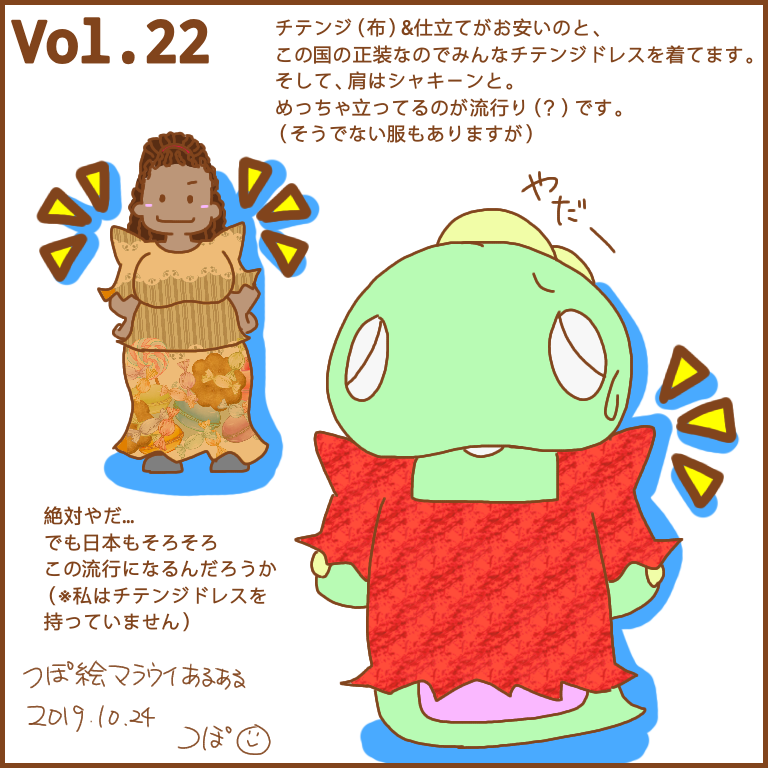 Vol.22
チテンジ(布)&仕立てがお安いのと、
この国の正装なのでみんなチテンジドレスを着てます。
そして、肩はシャキーンと。
めっちゃ立ってるのが流行り(?)です。
(そうでない服もありますが)
やだー
絶対やだ…
でも日本もそろそろ
この流行になるんだろうか
(※私はチテンジドレスを
持っていません)
つぽ絵マラウイあるある
2019.10.24
つぽ